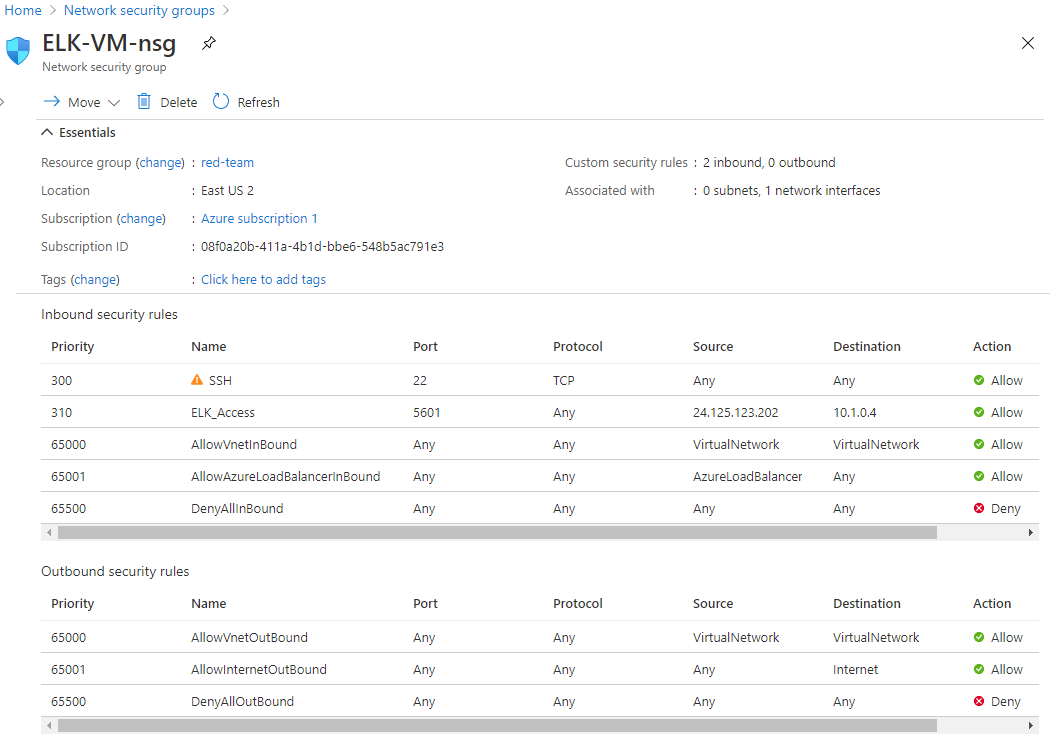 Home > Network security groups >
ELK-VM-nsg
Network security group
Move Delete Refresh
Essentials
Resource group (change) : red-team Custom security rules : 2 inbound, 0 outbound
Location : East US 2 Associated with : 0 subnets, 1 network interfaces
Subscription (change) : Azure subscription 1
Subscription ID : 08f0a20b-411a-4b1d-bbe6-548b5ac791e3
Tags (change) : Click here to add tags
Inbound security rules
Priority Name Port Protocol Source Destination Action
300 SSH 22 TCP Any Any Allow
310 ELK_Access 5601 Any 24.125.123.202 10.1.0.4 Allow
65000 AllowVnetInBound Any Any VirtualNetwork VirtualNetwork Allow
65001 AllowAzureLoadBalancerInBound Any Any AzureLoadBalancer Any Allow
65500 DenyAllInBound Any Any Any Any Deny
Outbound security rules
Priority Name Port Protocol Source Destination Action
65000 AllowVnetOutBound Any Any VirtualNetwork VirtualNetwork Allow
65001 AllowInternetOutBound Any Any Any Internet Allow
65500 DenyAllOutBound Any Any Any Any Deny